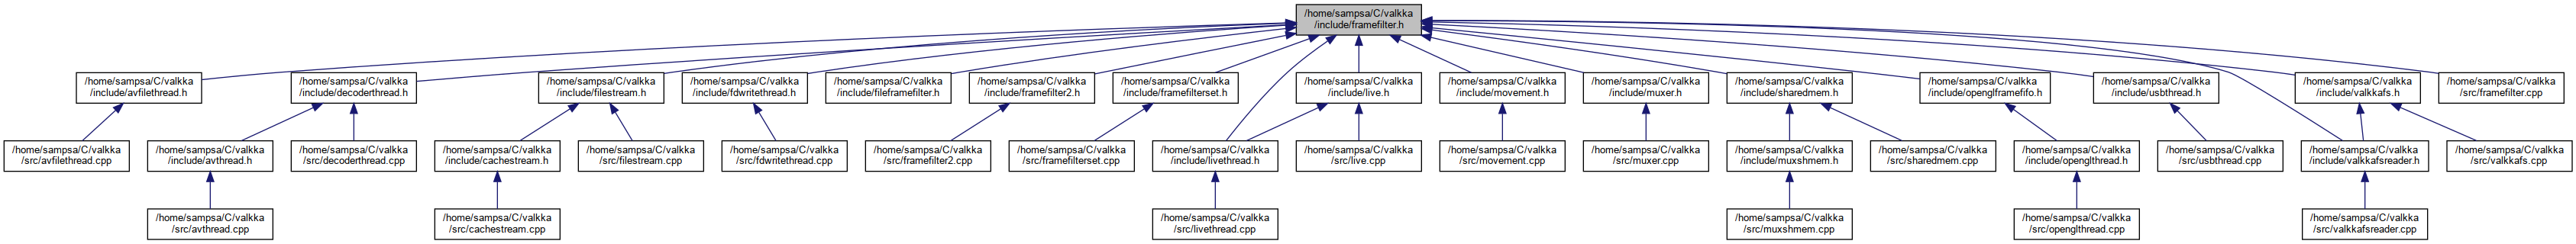 /home/sampsa/C/valkka
/include/framefilter.h
/home/sampsa/C/valkka
/include/avfilethread.h
/home/sampsa/C/valkka
/include/decoderthread.h
/home/sampsa/C/valkka
/include/filestream.h
/home/sampsa/C/valkka
/include/fdwritethread.h
/home/sampsa/C/valkka
/include/fileframefilter.h
/home/sampsa/C/valkka
/include/framefilter2.h
/home/sampsa/C/valkka
/include/framefilterset.h
/home/sampsa/C/valkka
/include/live.h
/home/sampsa/C/valkka
/include/movement.h
/home/sampsa/C/valkka
/include/muxer.h
/home/sampsa/C/valkka
/include/sharedmem.h
/home/sampsa/C/valkka
/include/openglframefifo.h
/home/sampsa/C/valkka
/include/usbthread.h
/home/sampsa/C/valkka
/include/valkkafs.h
/home/sampsa/C/valkka
/src/framefilter.cpp
/home/sampsa/C/valkka
/src/avfilethread.cpp
/home/sampsa/C/valkka
/include/avthread.h
/home/sampsa/C/valkka
/src/decoderthread.cpp
/home/sampsa/C/valkka
/include/cachestream.h
/home/sampsa/C/valkka
/src/filestream.cpp
/home/sampsa/C/valkka
/src/fdwritethread.cpp
/home/sampsa/C/valkka
/src/framefilter2.cpp
/home/sampsa/C/valkka
/src/framefilterset.cpp
/home/sampsa/C/valkka
/include/livethread.h
/home/sampsa/C/valkka
/src/live.cpp
/home/sampsa/C/valkka
/src/movement.cpp
/home/sampsa/C/valkka
/src/muxer.cpp
/home/sampsa/C/valkka
/include/muxshmem.h
/home/sampsa/C/valkka
/src/sharedmem.cpp
/home/sampsa/C/valkka
/include/openglthread.h
/home/sampsa/C/valkka
/src/usbthread.cpp
/home/sampsa/C/valkka
/include/valkkafsreader.h
/home/sampsa/C/valkka
/src/valkkafs.cpp
/home/sampsa/C/valkka
/src/avthread.cpp
/home/sampsa/C/valkka
/src/cachestream.cpp
/home/sampsa/C/valkka
/src/livethread.cpp
/home/sampsa/C/valkka
/src/muxshmem.cpp
/home/sampsa/C/valkka
/src/openglthread.cpp
/home/sampsa/C/valkka
/src/valkkafsreader.cpp